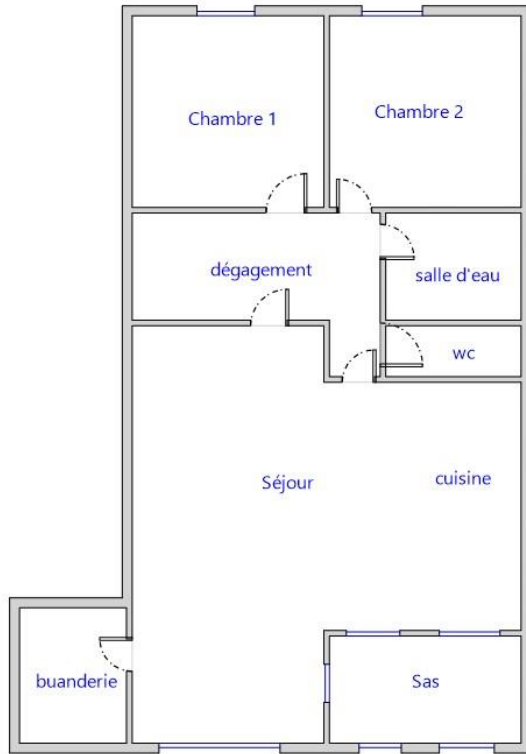 Chambre 1
Chambre 2
dégagement
salle d'eau
wc
Séjour
cuisine
buanderie
Sas